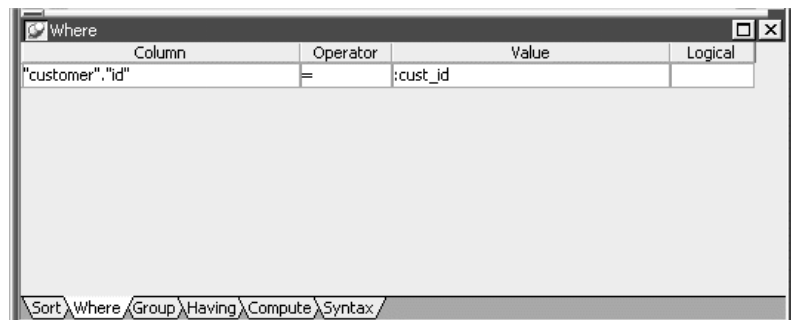 Where
Column Operator Value Logical
"customer"."id" = :cust_id
Sort Where Group Having Compute Syntax